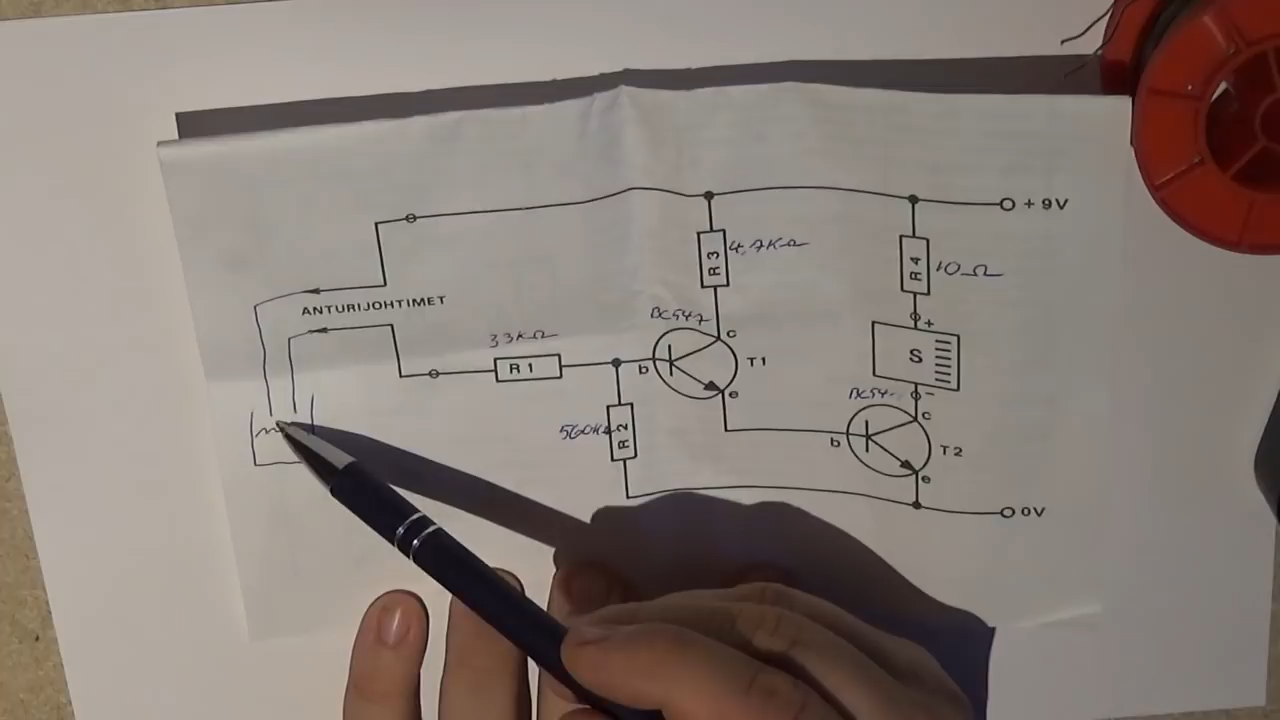 + 9V
R3
4,7KΩ
R4
10Ω
ANTURIJOHTIMET
BC547
33KΩ
R1
b
c
e
T1
+
S
-
560KΩ
R2
b
c
e
T2
0V